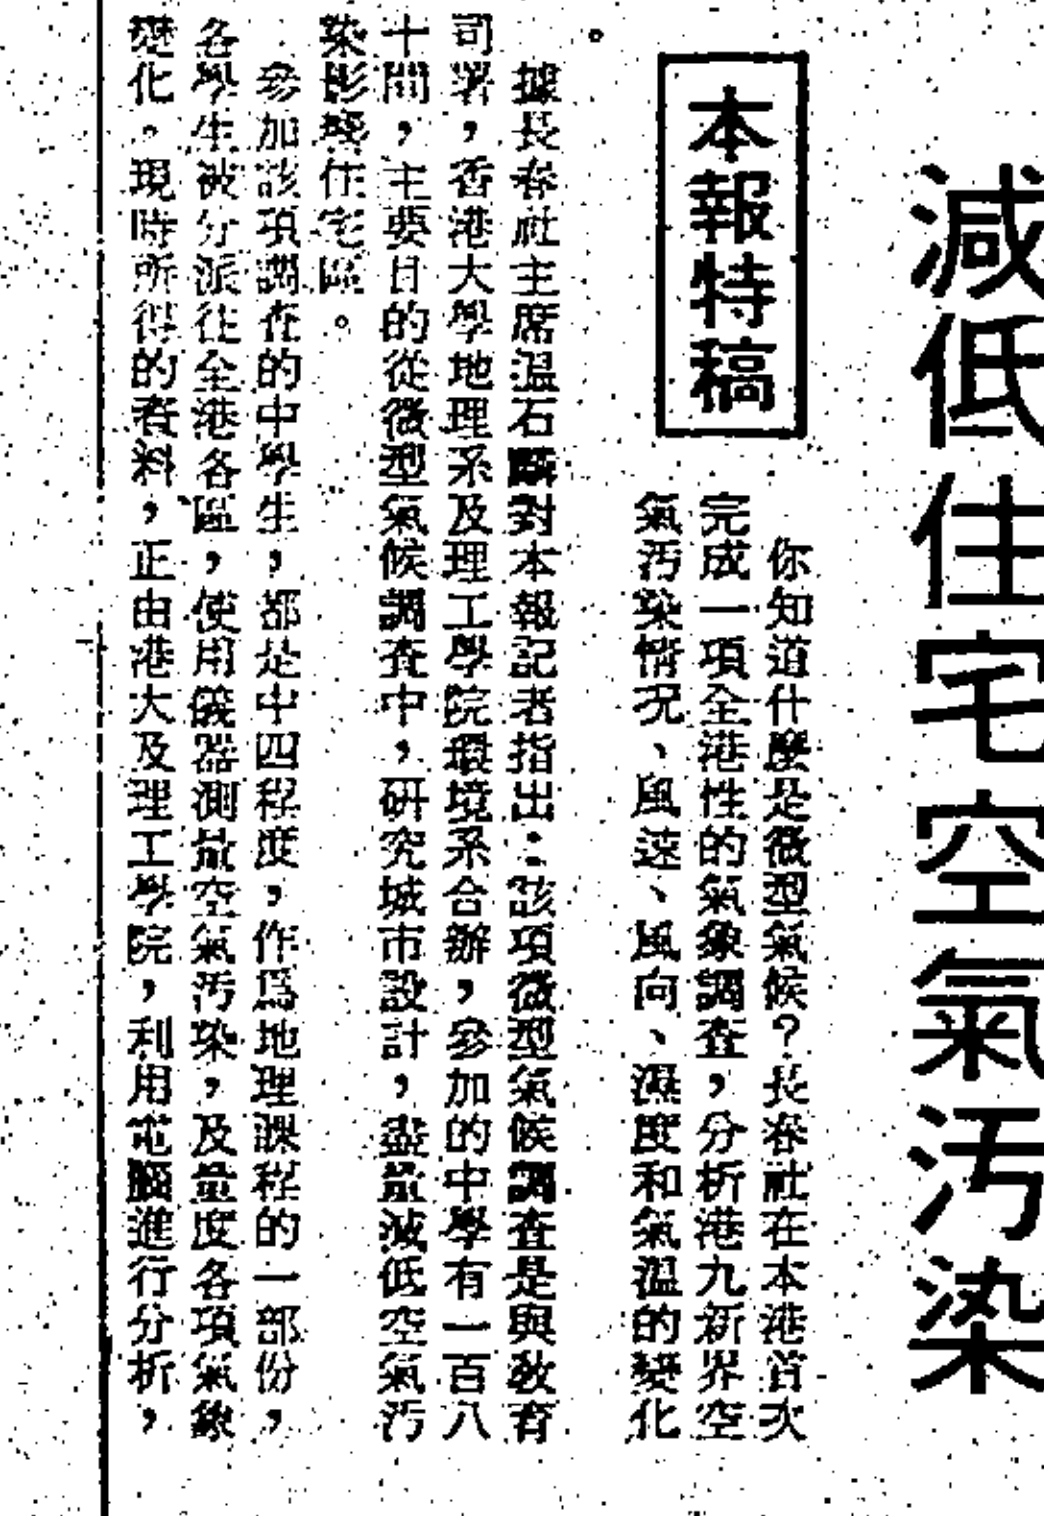 減低住宅空氣汚染
本報特稿
你知道什麼是微型氣候?長春社在本港首次
完成一項全港性的氣象調查,分析港九新界空
氣汚染情況、風速、風向、濕度和氣溫的變化
。
據長春社主席温石麟對本報記者指出:該項微型氣候調查是與敎育
司署,香港大學地理系及理工學院環境系合辦,參加的中學有一百八
十間,主要目的從微型氣候調查中,研究城市設計,盡量減低空氣汚
染影響住宅區。
參加該項調查的中學生,都是中四程度,作爲地理課程的一部份,
各學生被分派往全港各區,使用儀器測量空氣汚染,及量度各項氣象
變化。現時所得的資料,正由港大及理工學院,利用電腦進行分析,